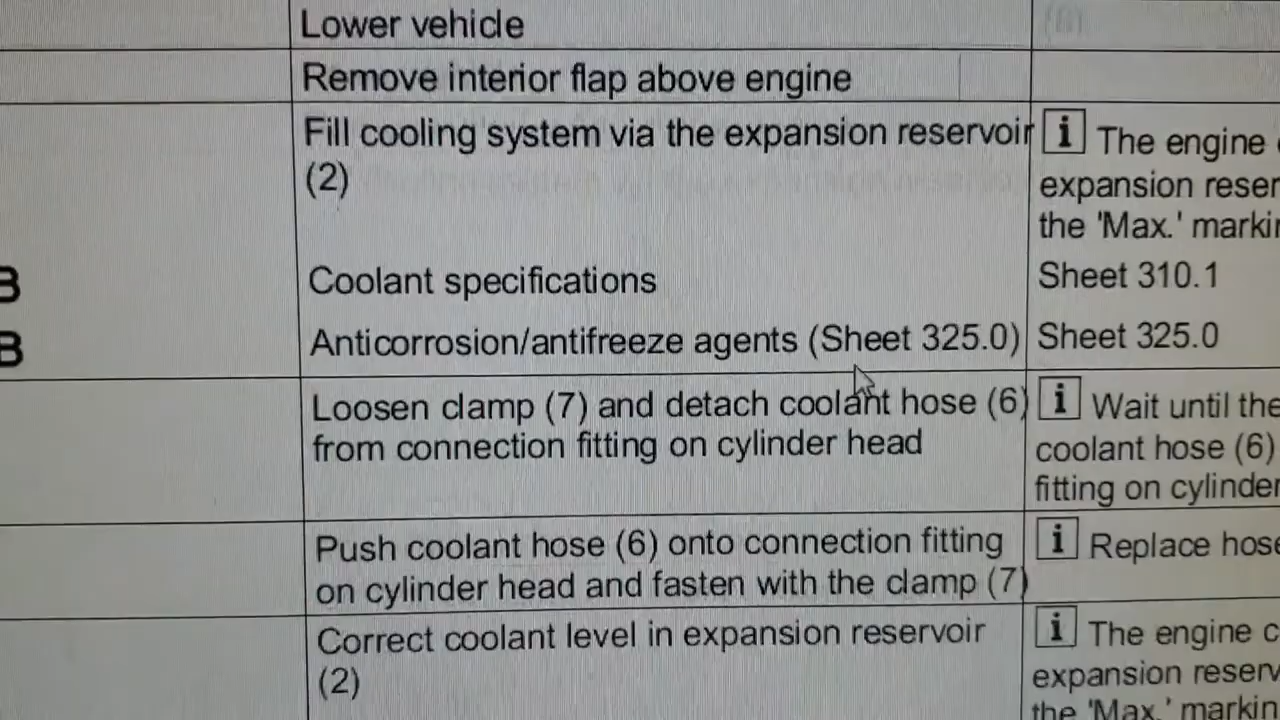 Lower vehicle
Remove interior flap above engine
Fill cooling system via the expansion reservoir
(2)
i The engine
expansion reser
the 'Max.' markin
B
Coolant specifications
Sheet 310.1
B
Anticorrosion/antifreeze agents (Sheet 325.0)
Sheet 325.0
Loosen clamp (7) and detach coolant hose (6)
from connection fitting on cylinder head
i Wait until the
coolant hose (6)
fitting on cylinder
Push coolant hose (6) onto connection fitting
on cylinder head and fasten with the clamp (7)
i Replace hose
Correct coolant level in expansion reservoir
(2)
i The engine c
expansion reserv
the 'Max.' markin